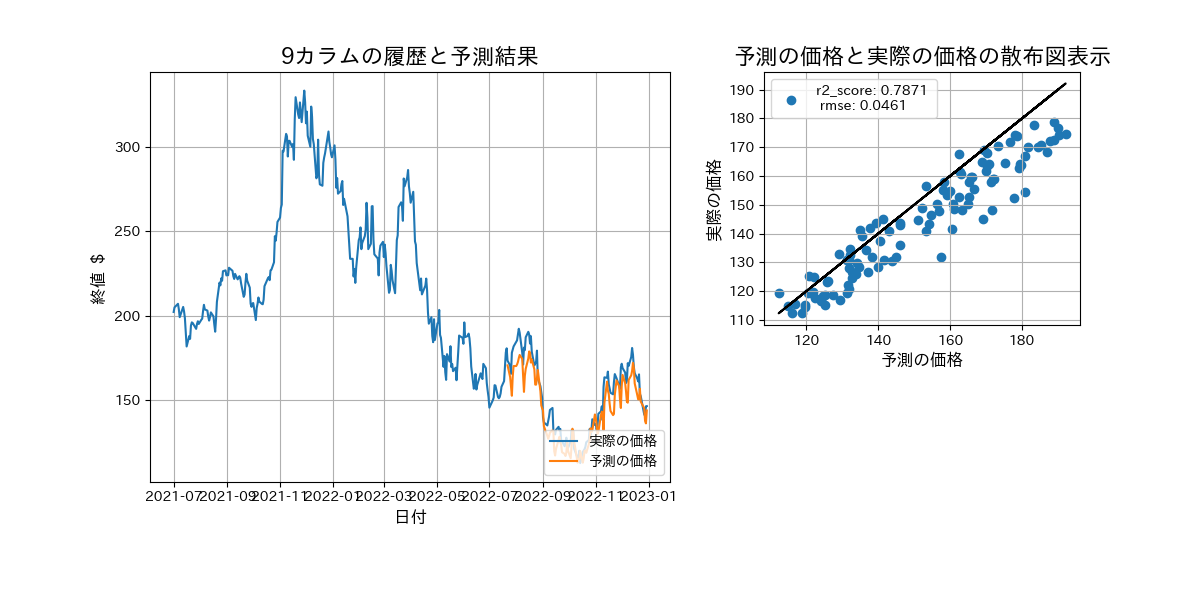 9カラムの履歴と予測結果
300
250
200
150
終値 $
2021-07
2021-09
2021-11
2022-01
2022-03
2022-05
2022-07
2022-09
2022-11
2023-01
日付
実際の価格
予測の価格
予測の価格と実際の価格の散布図表示
r2_score: 0.7871
rmse: 0.0461
190
180
170
160
150
140
130
120
110
実際の価格
120
140
160
180
予測の価格